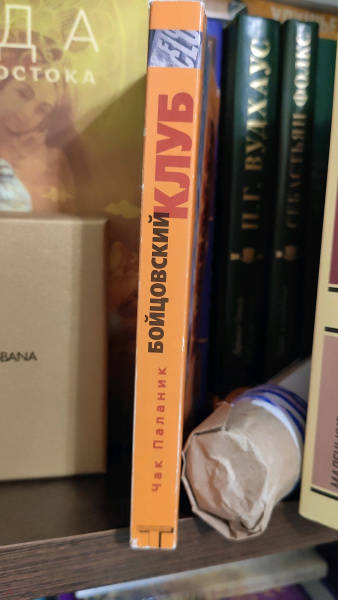 ДА
ОСТОКА
BANA
Чак Паланик БОЙЦОВСКИЙ КЛУБ
П.Г. ВУДХАУС
СЕБАСТЬЯН ФОЛКС